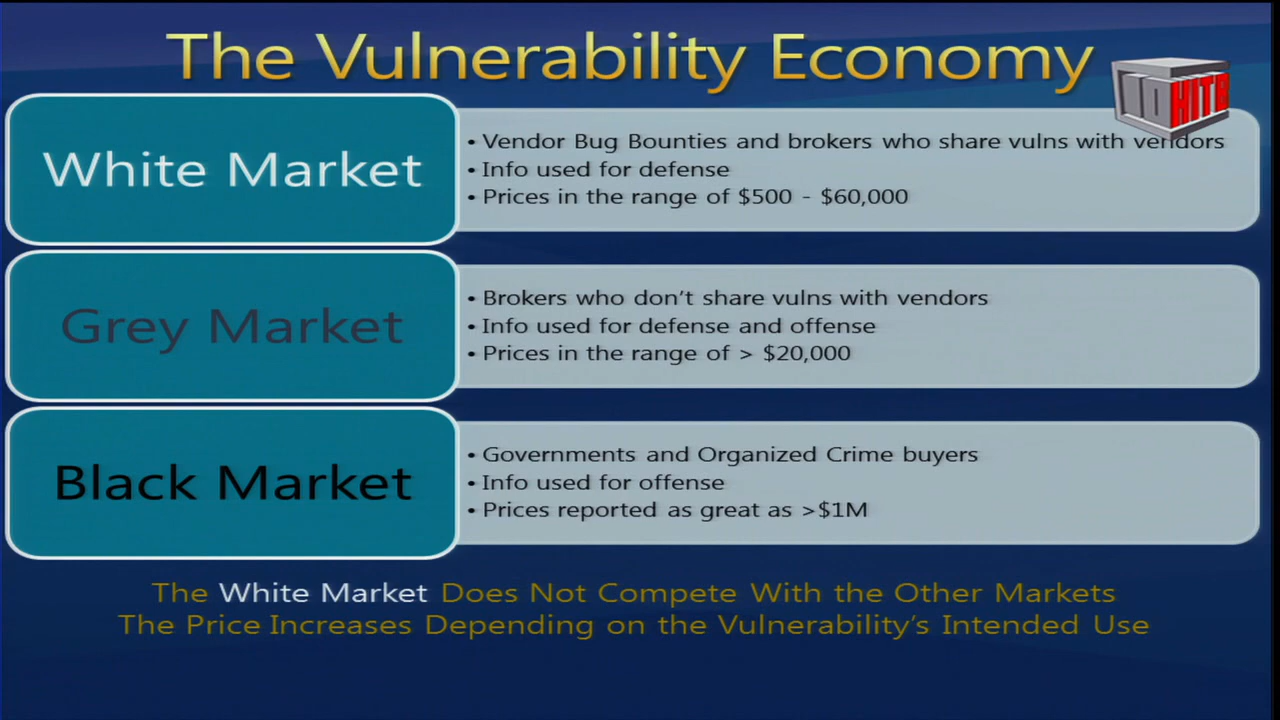 The Vulnerability Economy
HITB
White Market
• Vendor Bug Bounties and brokers who share vulns with vendors
• Info used for defense
• Prices in the range of $500 - $60,000
Grey Market
• Brokers who don't share vulns with vendors
• Info used for defense and offense
• Prices in the range of > $20,000
Black Market
• Governments and Organized Crime buyers
• Info used for offense
• Prices reported as great as >$1M
The White Market Does Not Compete With the Other Markets
The Price Increases Depending on the Vulnerability's Intended Use